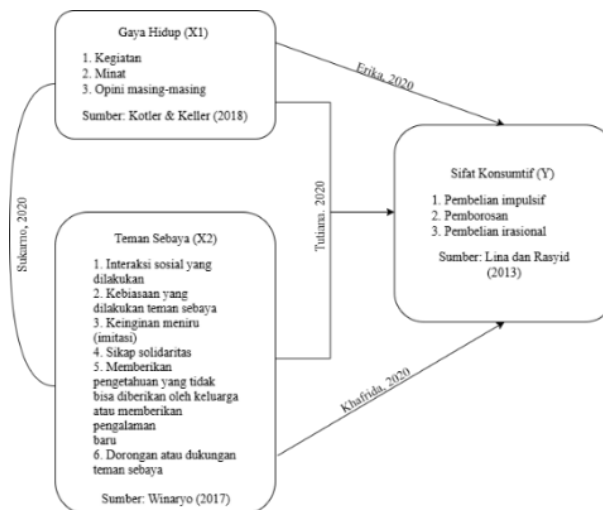 Gaya Hidup (X1)
1. Kegiatan
2. Minat
3. Opini masing-masing
Sumber: Kotler & Keller (2018)
Erika, 2020
Sukarno, 2020
Tutiana. 2020
Sifat Konsumtif (Y)
1. Pembelian impulsif
2. Pemborosan
3. Pembelian irasional
Sumber: Lina dan Rasyid
(2013)
Teman Sebaya (X2)
1. Interaksi sosial yang
dilakukan
2. Kebiasaan yang
dilakukan teman sebaya
3. Keinginan meniru
(imitasi)
4. Sikap solidaritas
5. Memberikan
pengetahuan yang tidak
bisa diberikan oleh keluarga
atau memberikan
pengalaman
baru
6. Dorongan atau dukungan
teman sebaya
Sumber: Winaryo (2017)
Khafrida, 2020